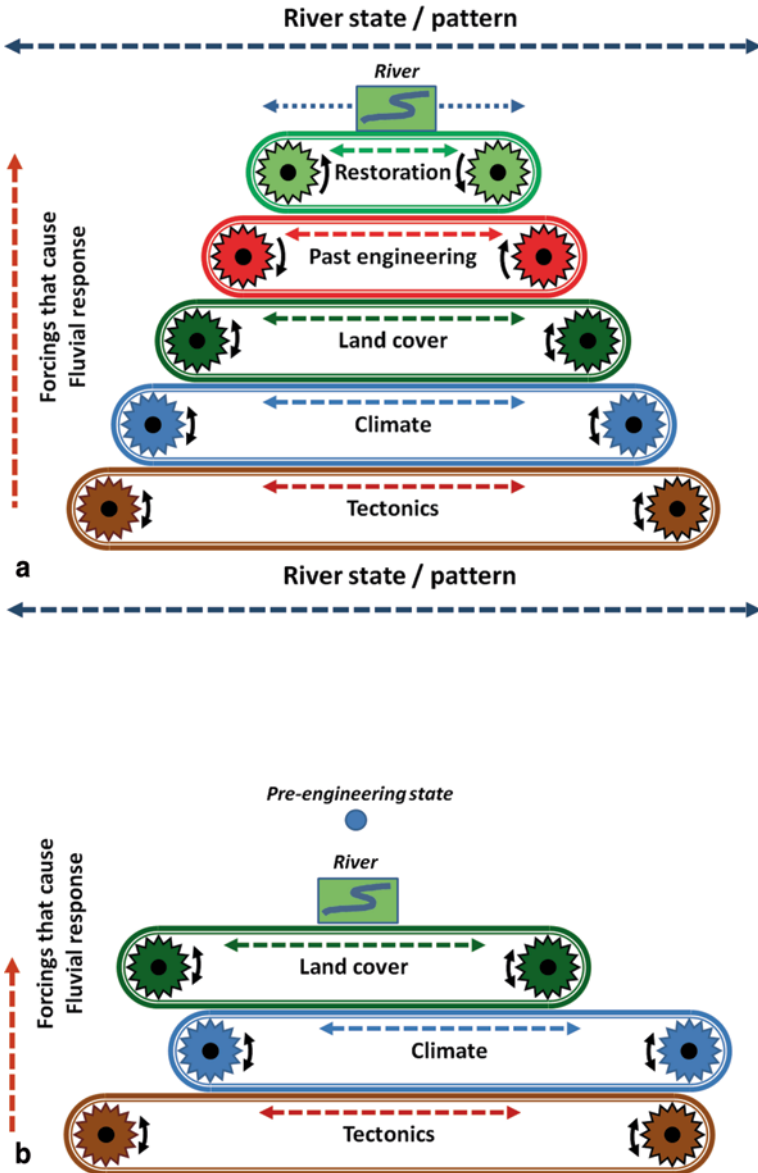 River state / pattern
River
Restoration
Past engineering
Land cover
Climate
Tectonics
Forcings that cause
Fluvial response
a
River state / pattern
Pre-engineering state
River
Land cover
Climate
Tectonics
Forcings that cause
Fluvial response
b